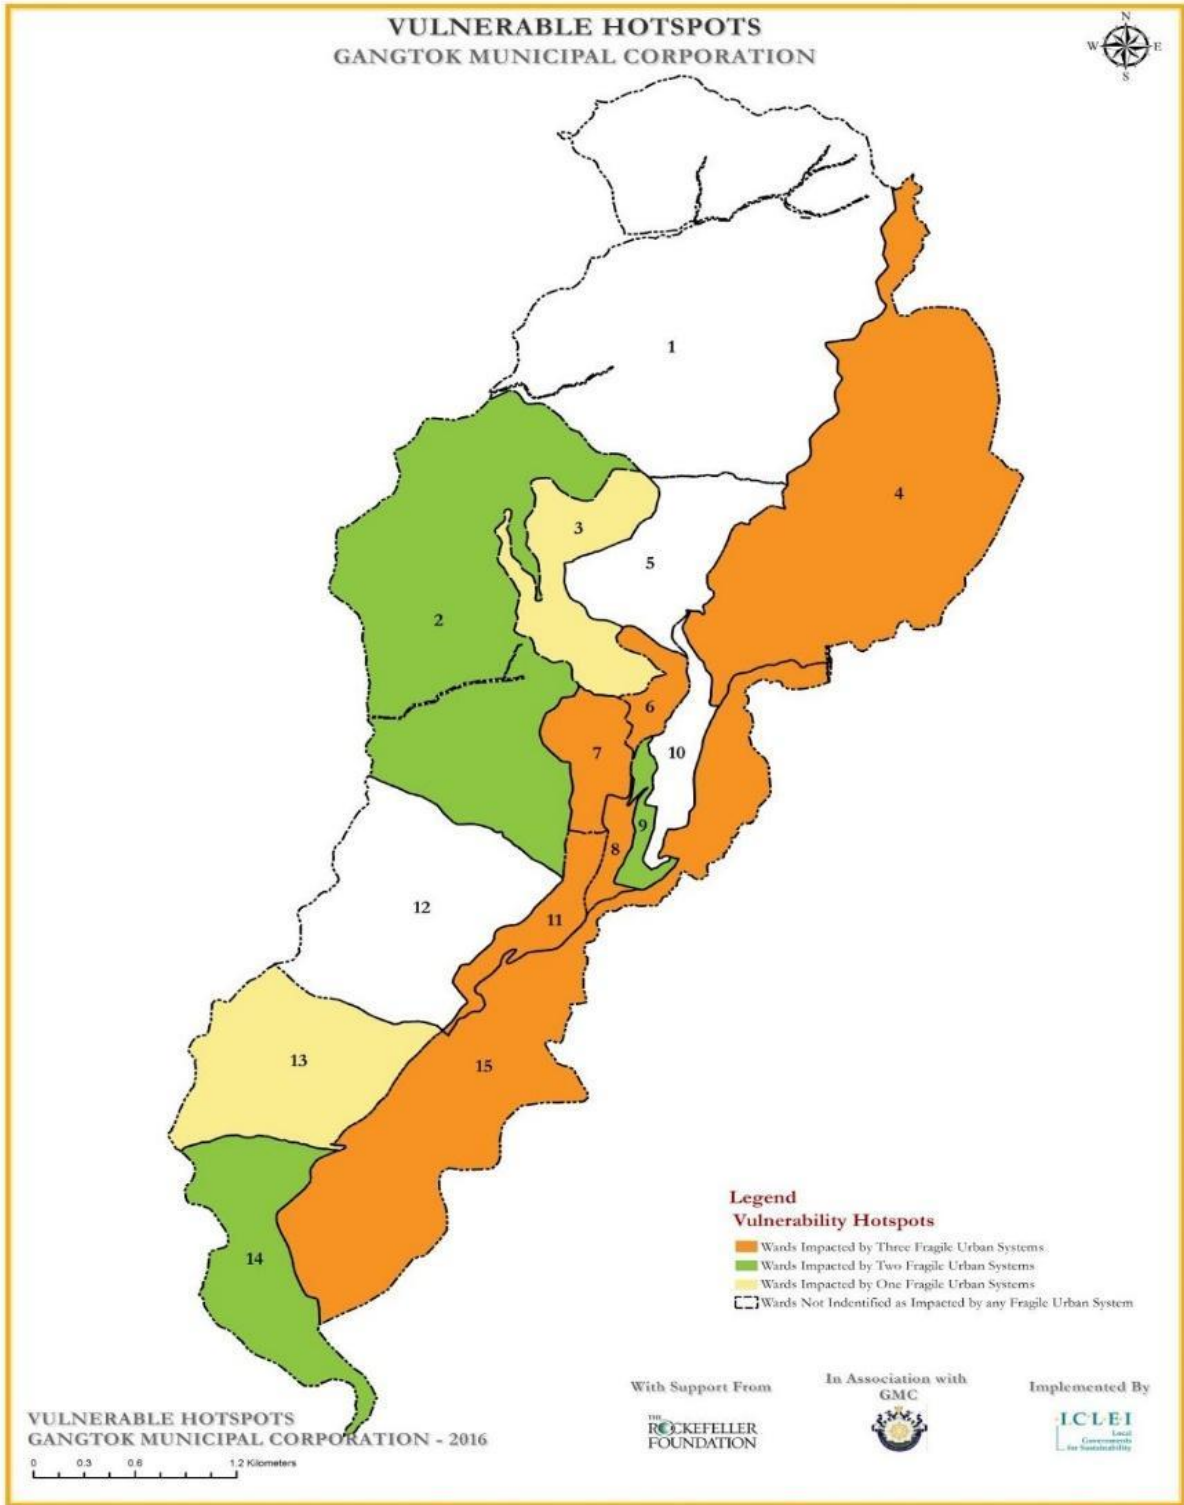 VULNERABLE HOTSPOTS
GANGTOK MUNICIPAL CORPORATION
N
W E
S
1
4
3
5
2
6
10
7
9
8
12
11
13
15
14
Legend
Vulnerability Hotspots
Wards Impacted by Three Fragile Urban Systems
Wards Impacted by Two Fragile Urban Systems
Wards Impacted by One Fragile Urban Systems
Wards Not Indentified as Impacted by any Fragile Urban System
With Support From
In Association with
GMC
Implemented By
THE
ROCKEFELLER
FOUNDATION
I.C.L.E.I
Local
Governments
for Sustainability
VULNERABLE HOTSPOTS
GANGTOK MUNICIPAL CORPORATION - 2016
0 0.3 0.6 1.2 Kilometers